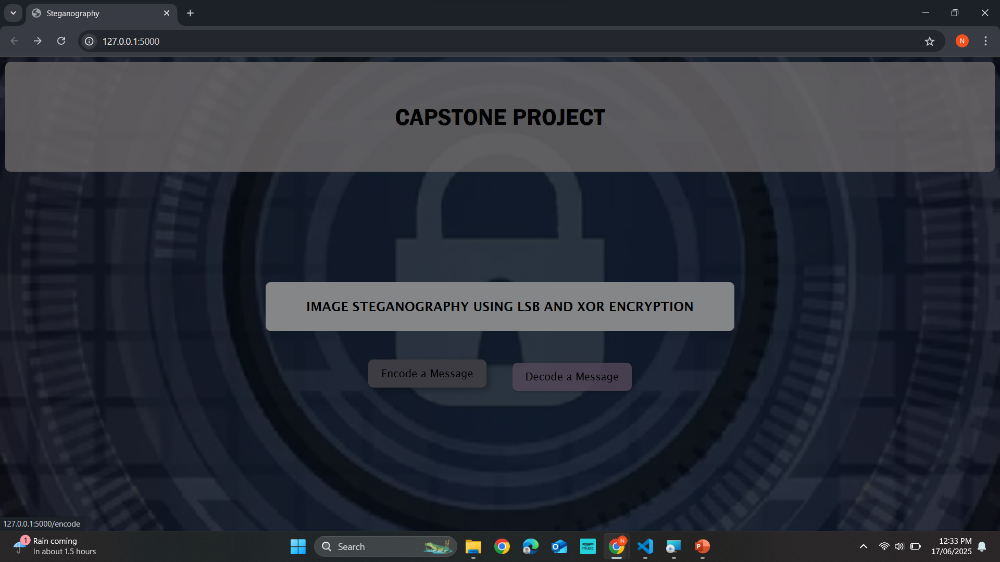 Steganography
127.0.0.1:5000
N
CAPSTONE PROJECT
IMAGE STEGANOGRAPHY USING LSB AND XOR ENCRYPTION
Encode a Message
Decode a Message
127.0.0.1:5000/encode
1
Rain coming
In about 1.5 hours
Search
O
amazon
music
N
P
12:33 PM
17/06/2025